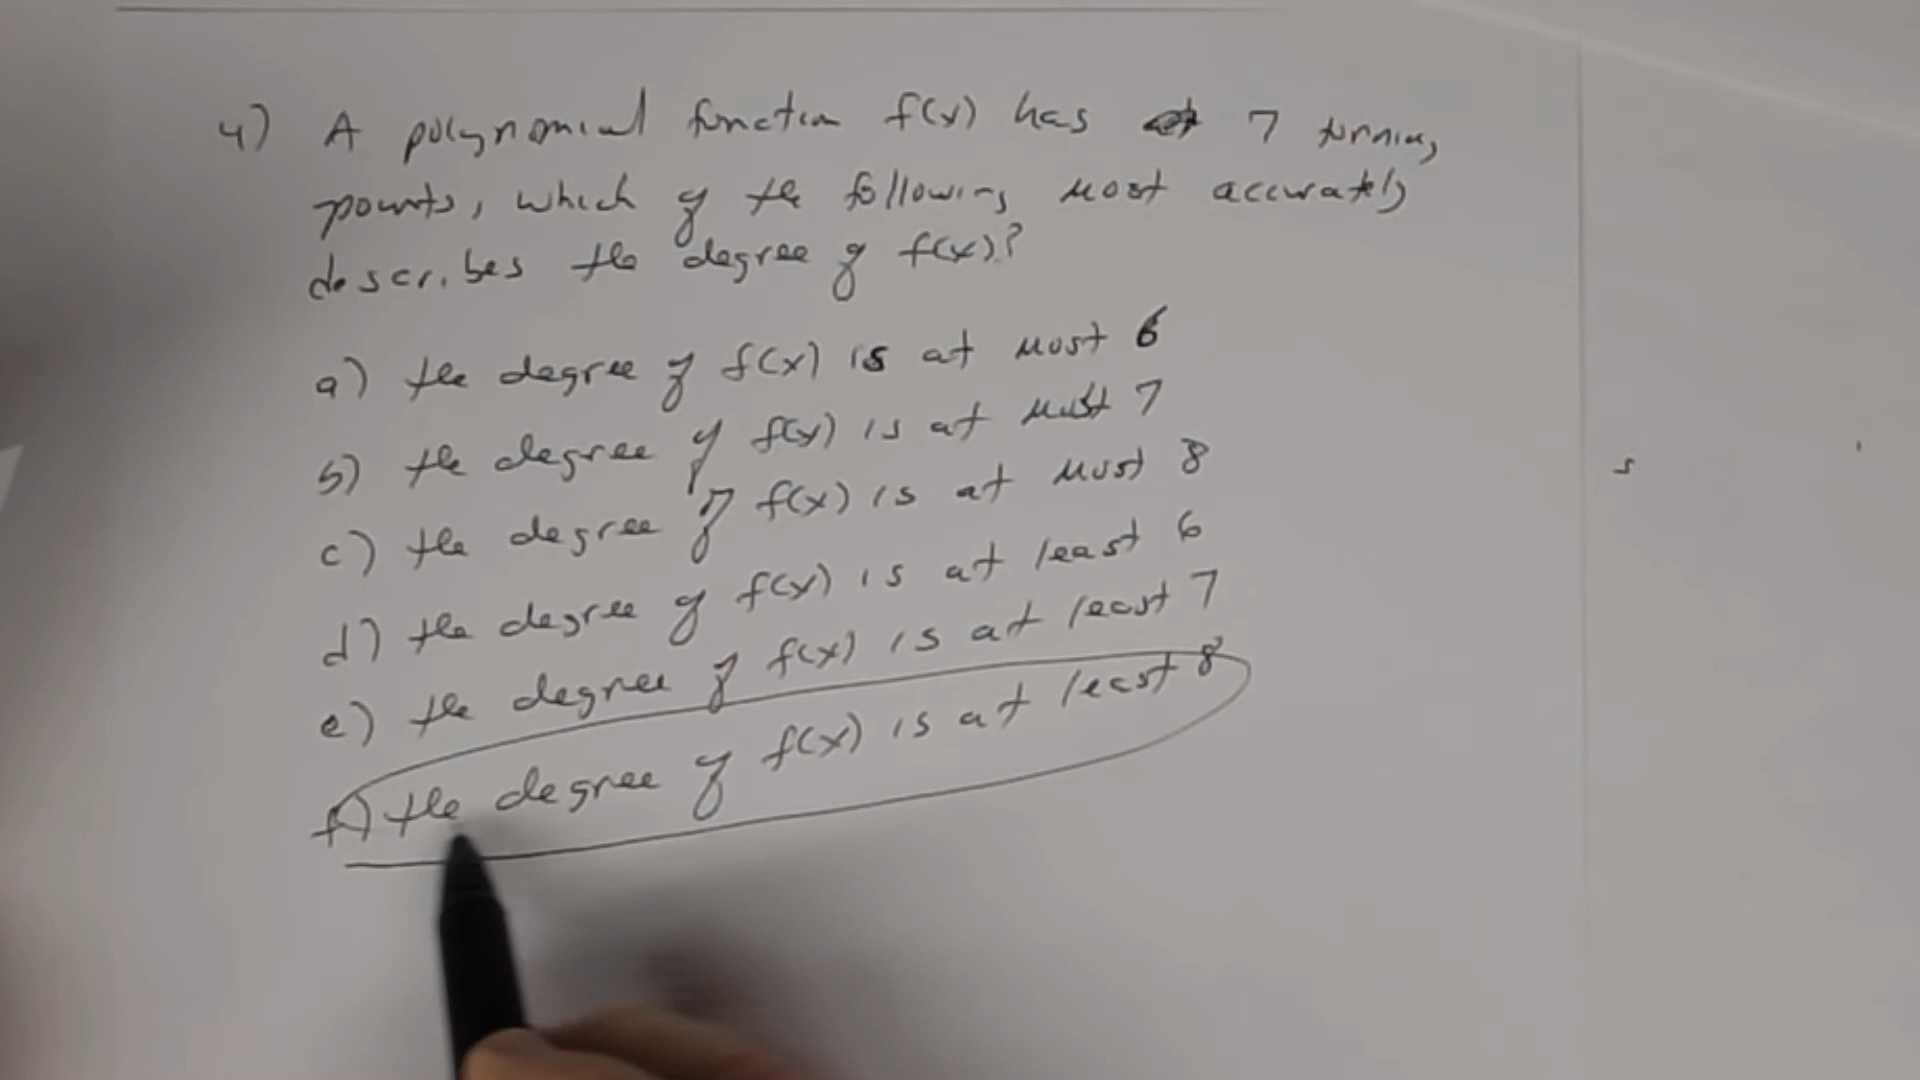 4) A polynomial function f(x) has 7 turning
points, which of the following most accurately
describes the degree of f(x)?
a) the degree of f(x) is at most 6
b) the degree of f(x) is at most 7
c) the degree of f(x) is at most 8
d) the degree of f(x) is at least 6
e) the degree of f(x) is at least 7
f) the degree of f(x) is at least 8
s